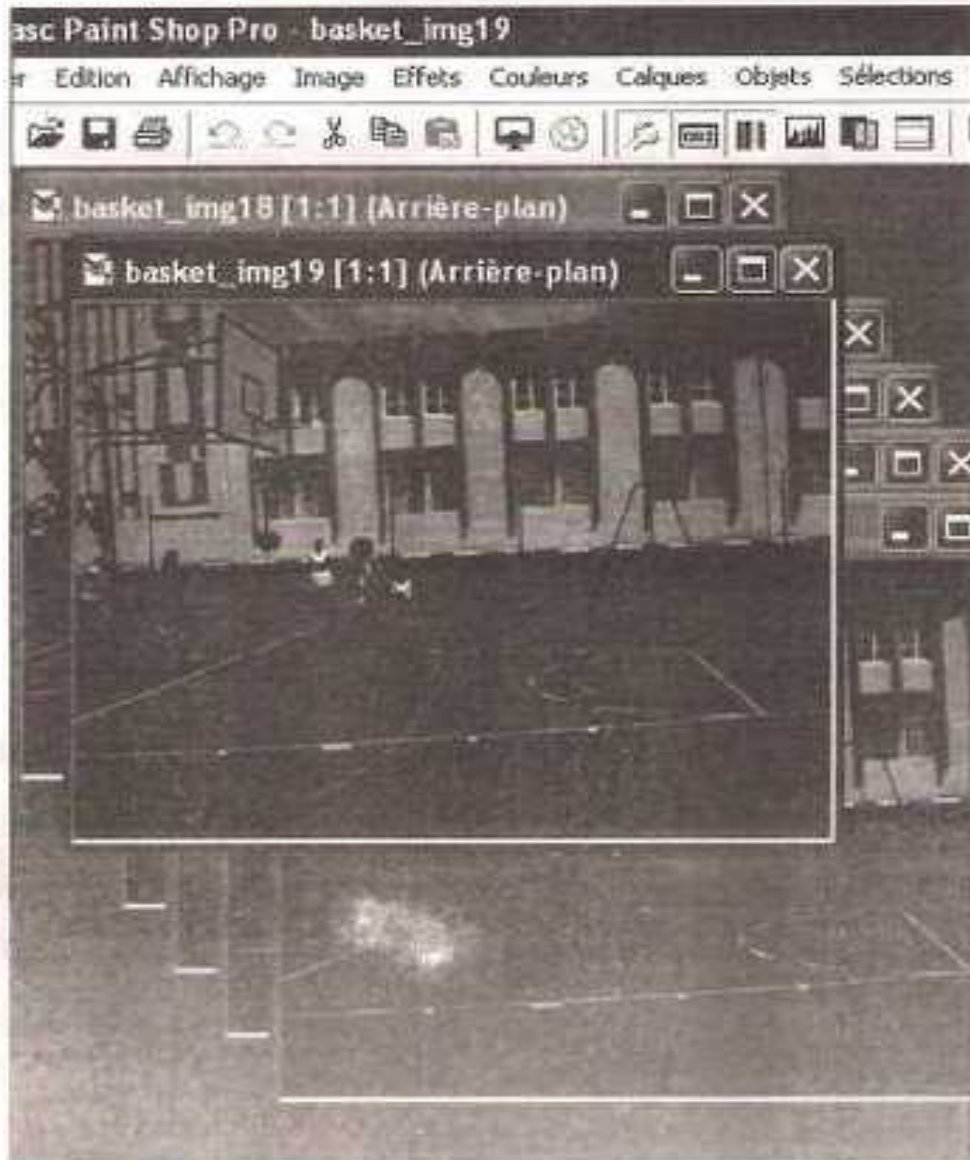 asc Paint Shop Pro - basket_img19
er Edition Affichage Image Effets Couleurs Calques Objets Sélections
basket_img18 [1:1] (Arrière-plan)
basket_img19 [1:1] (Arrière-plan)